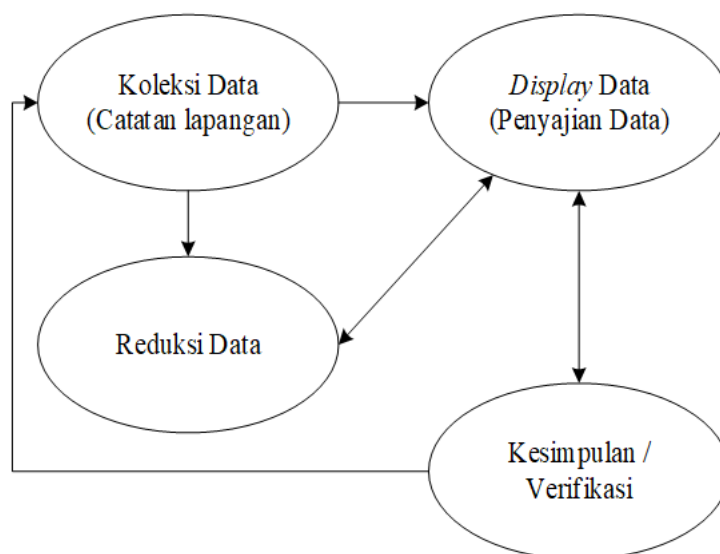 Koleksi Data
(Catatan lapangan)
Display Data
(Penyajian Data)
Reduksi Data
Kesimpulan /
Verifikasi